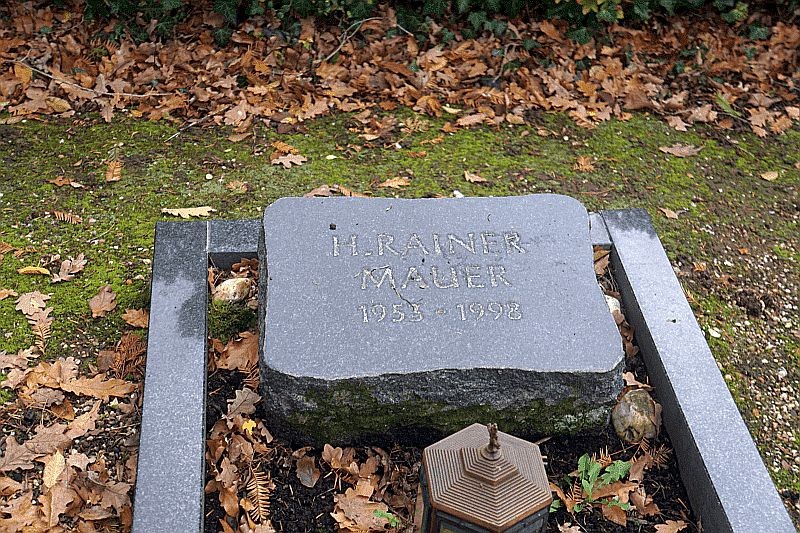 H. RAINER
MAUER
1953 - 1998